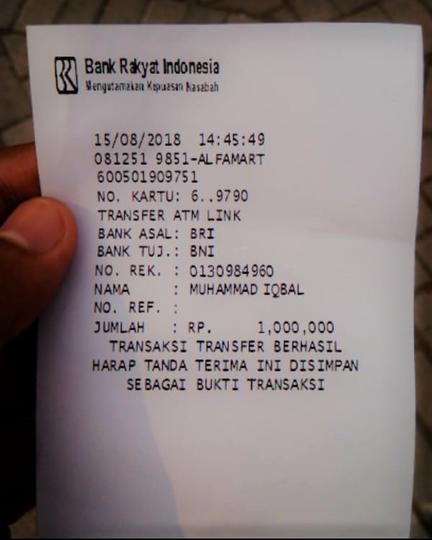 Bank Rakyat Indonesia
Mengutamakan Kepuasan Nasabah
15/08/2018 14:45:49
081251 9851-ALFAMART
600501909751
NO. KARTU: 6..9790
TRANSFER ATM LINK
BANK ASAL: BRI
BANK TUJ.: BNI
NO. REK. : 0130984960
NAMA : MUHAMMAD IQBAL
NO. REF. :
JUMLAH : RP. 1,000,000
TRANSAKSI TRANSFER BERHASIL
HARAP TANDA TERIMA INI DISIMPAN
SEBAGAI BUKTI TRANSAKSI